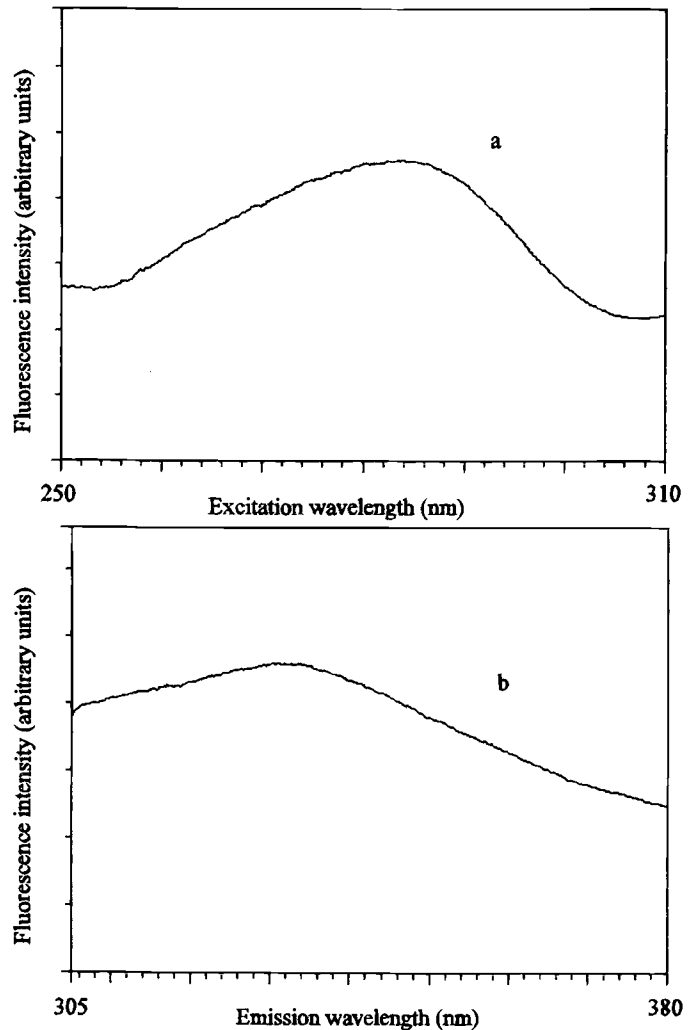 Fluorescence intensity (arbitrary units)
a
250
310
Excitation wavelength (nm)
Fluorescence intensity (arbitrary units)
b
305
380
Emission wavelength (nm)